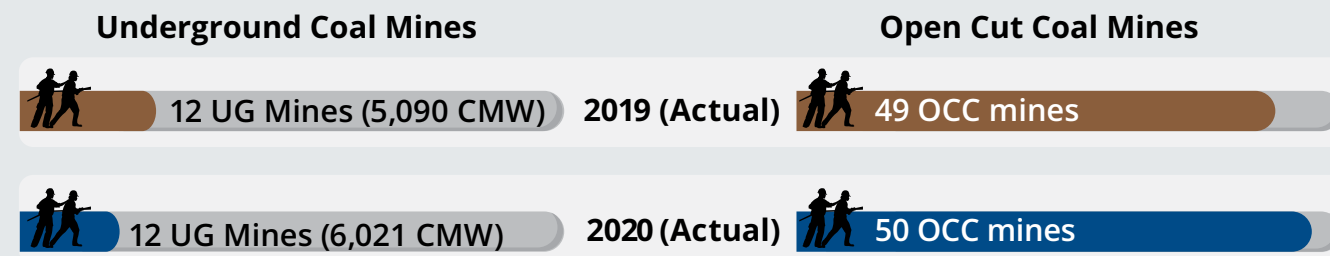 Underground Coal Mines
Open Cut Coal Mines
12 UG Mines (5,090 CMW)
2019 (Actual)
49 OCC mines
12 UG Mines (6,021 CMW)
2020 (Actual)
50 OCC mines